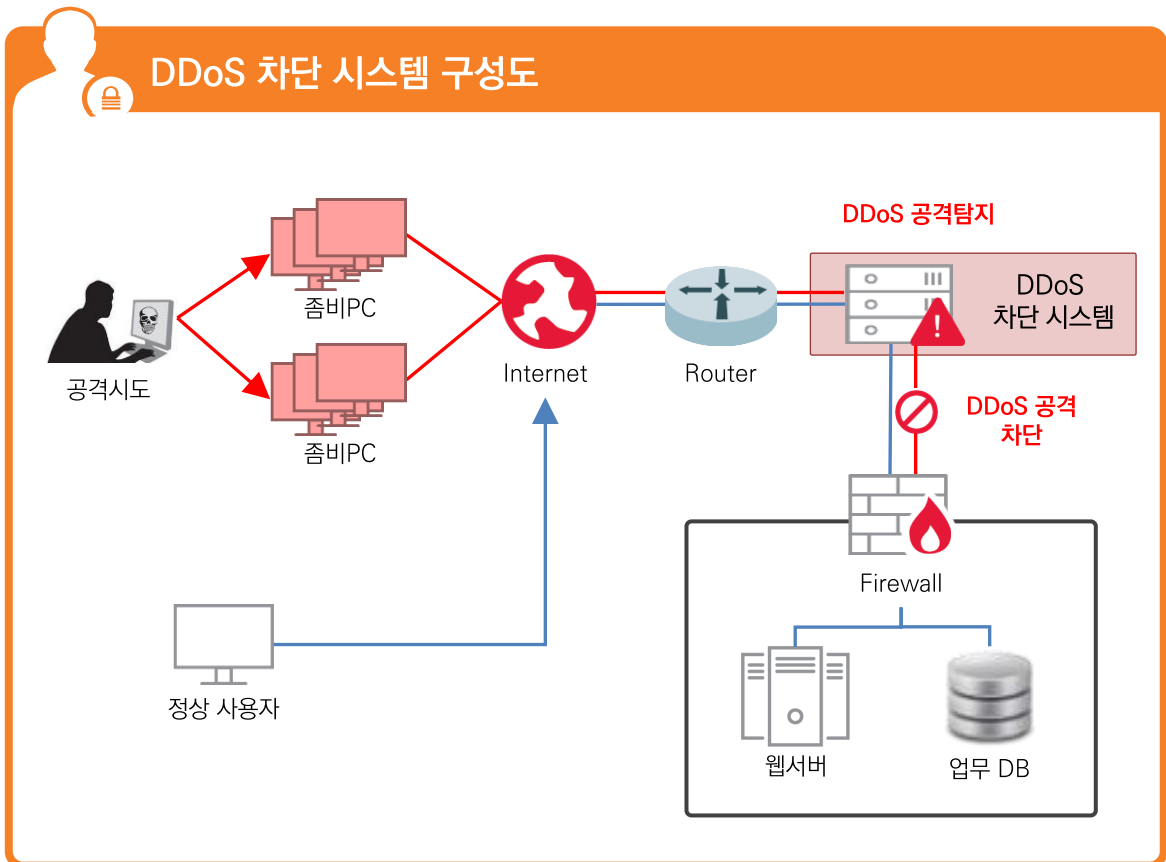 DDoS 차단 시스템 구성도
DDoS 공격탐지
DDoS
차단 시스템
좀비PC
공격시도
Internet
Router
DDoS 공격
차단
좀비PC
Firewall
정상 사용자
웹서버
업무 DB